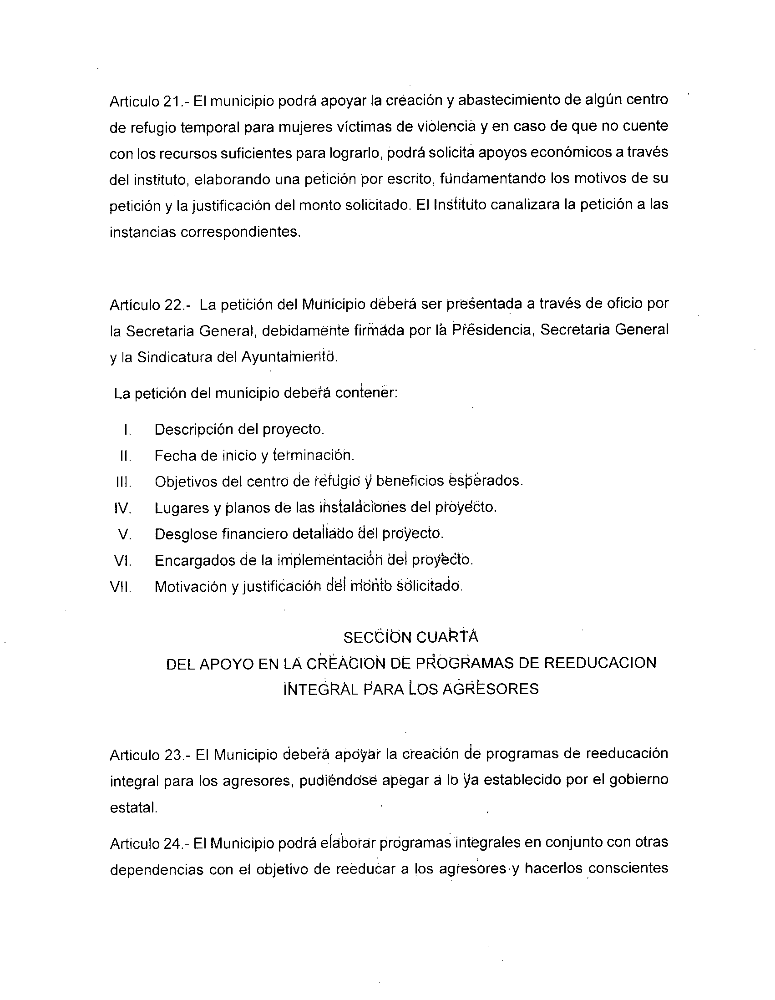 Articulo 21.- El municipio podrá apoyar la creación y abastecimiento de algún centro
de refugio temporal para mujeres víctimas de violencia y en caso de que no cuente
con los recursos suficientes para lograrlo, podrá solicita apoyos económicos a través
del instituto, elaborando una petición por escrito, fundamentando los motivos de su
petición y la justificación del monto solicitado. El Instituto canalizara la petición a las
instancias correspondientes.
Artículo 22.- La petición del Municipio deberá ser presentada a través de oficio por
la Secretaria General, debidamente firmada por la Presidencia, Secretaria General
y la Sindicatura del Ayuntamiento.
La petición del municipio deberá contener:
I. Descripción del proyecto.
II. Fecha de inicio y terminación.
III. Objetivos del centro de refugio y beneficios esperados.
IV. Lugares y planos de las instalaciones del proyecto.
V. Desglose financiero detallado del proyecto.
VI. Encargados de la implementación del proyecto.
VII. Motivación y justificación del monto solicitado.
SECCION CUARTA
DEL APOYO EN LA CREACION DE PROGRAMAS DE REEDUCACION
INTEGRAL PARA LOS AGRESORES
Articulo 23.- El Municipio deberá apoyar la creación de programas de reeducación
integral para los agresores, pudiéndose apegar a lo ya establecido por el gobierno
estatal.
Articulo 24.- El Municipio podrá elaborar programas integrales en conjunto con otras
dependencias con el objetivo de reeducar a los agresores y hacerlos conscientes